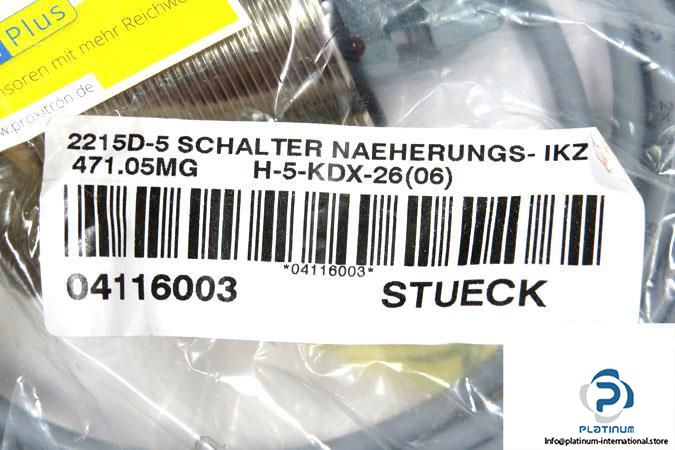 Plus
nsoren mit mehr Reichwe
www.proxitron.de
2215D-5 SCHALTER NAEHERUNGS- IKZ
471.05MG H-5-KDX-26(06)
*04116003*
04116003 STUECK
PLATINUM
Info@platinum-international.store